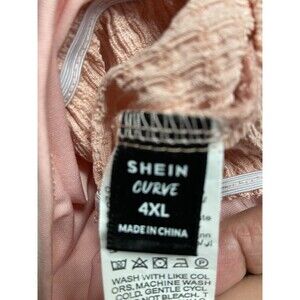 SHEIN
CURVE
4XL
MADE IN CHINA
WASH WITH LIKE COL
ORS. MACHINE WASH
COLD. GENTLE CYCL
NOT BLEACH.